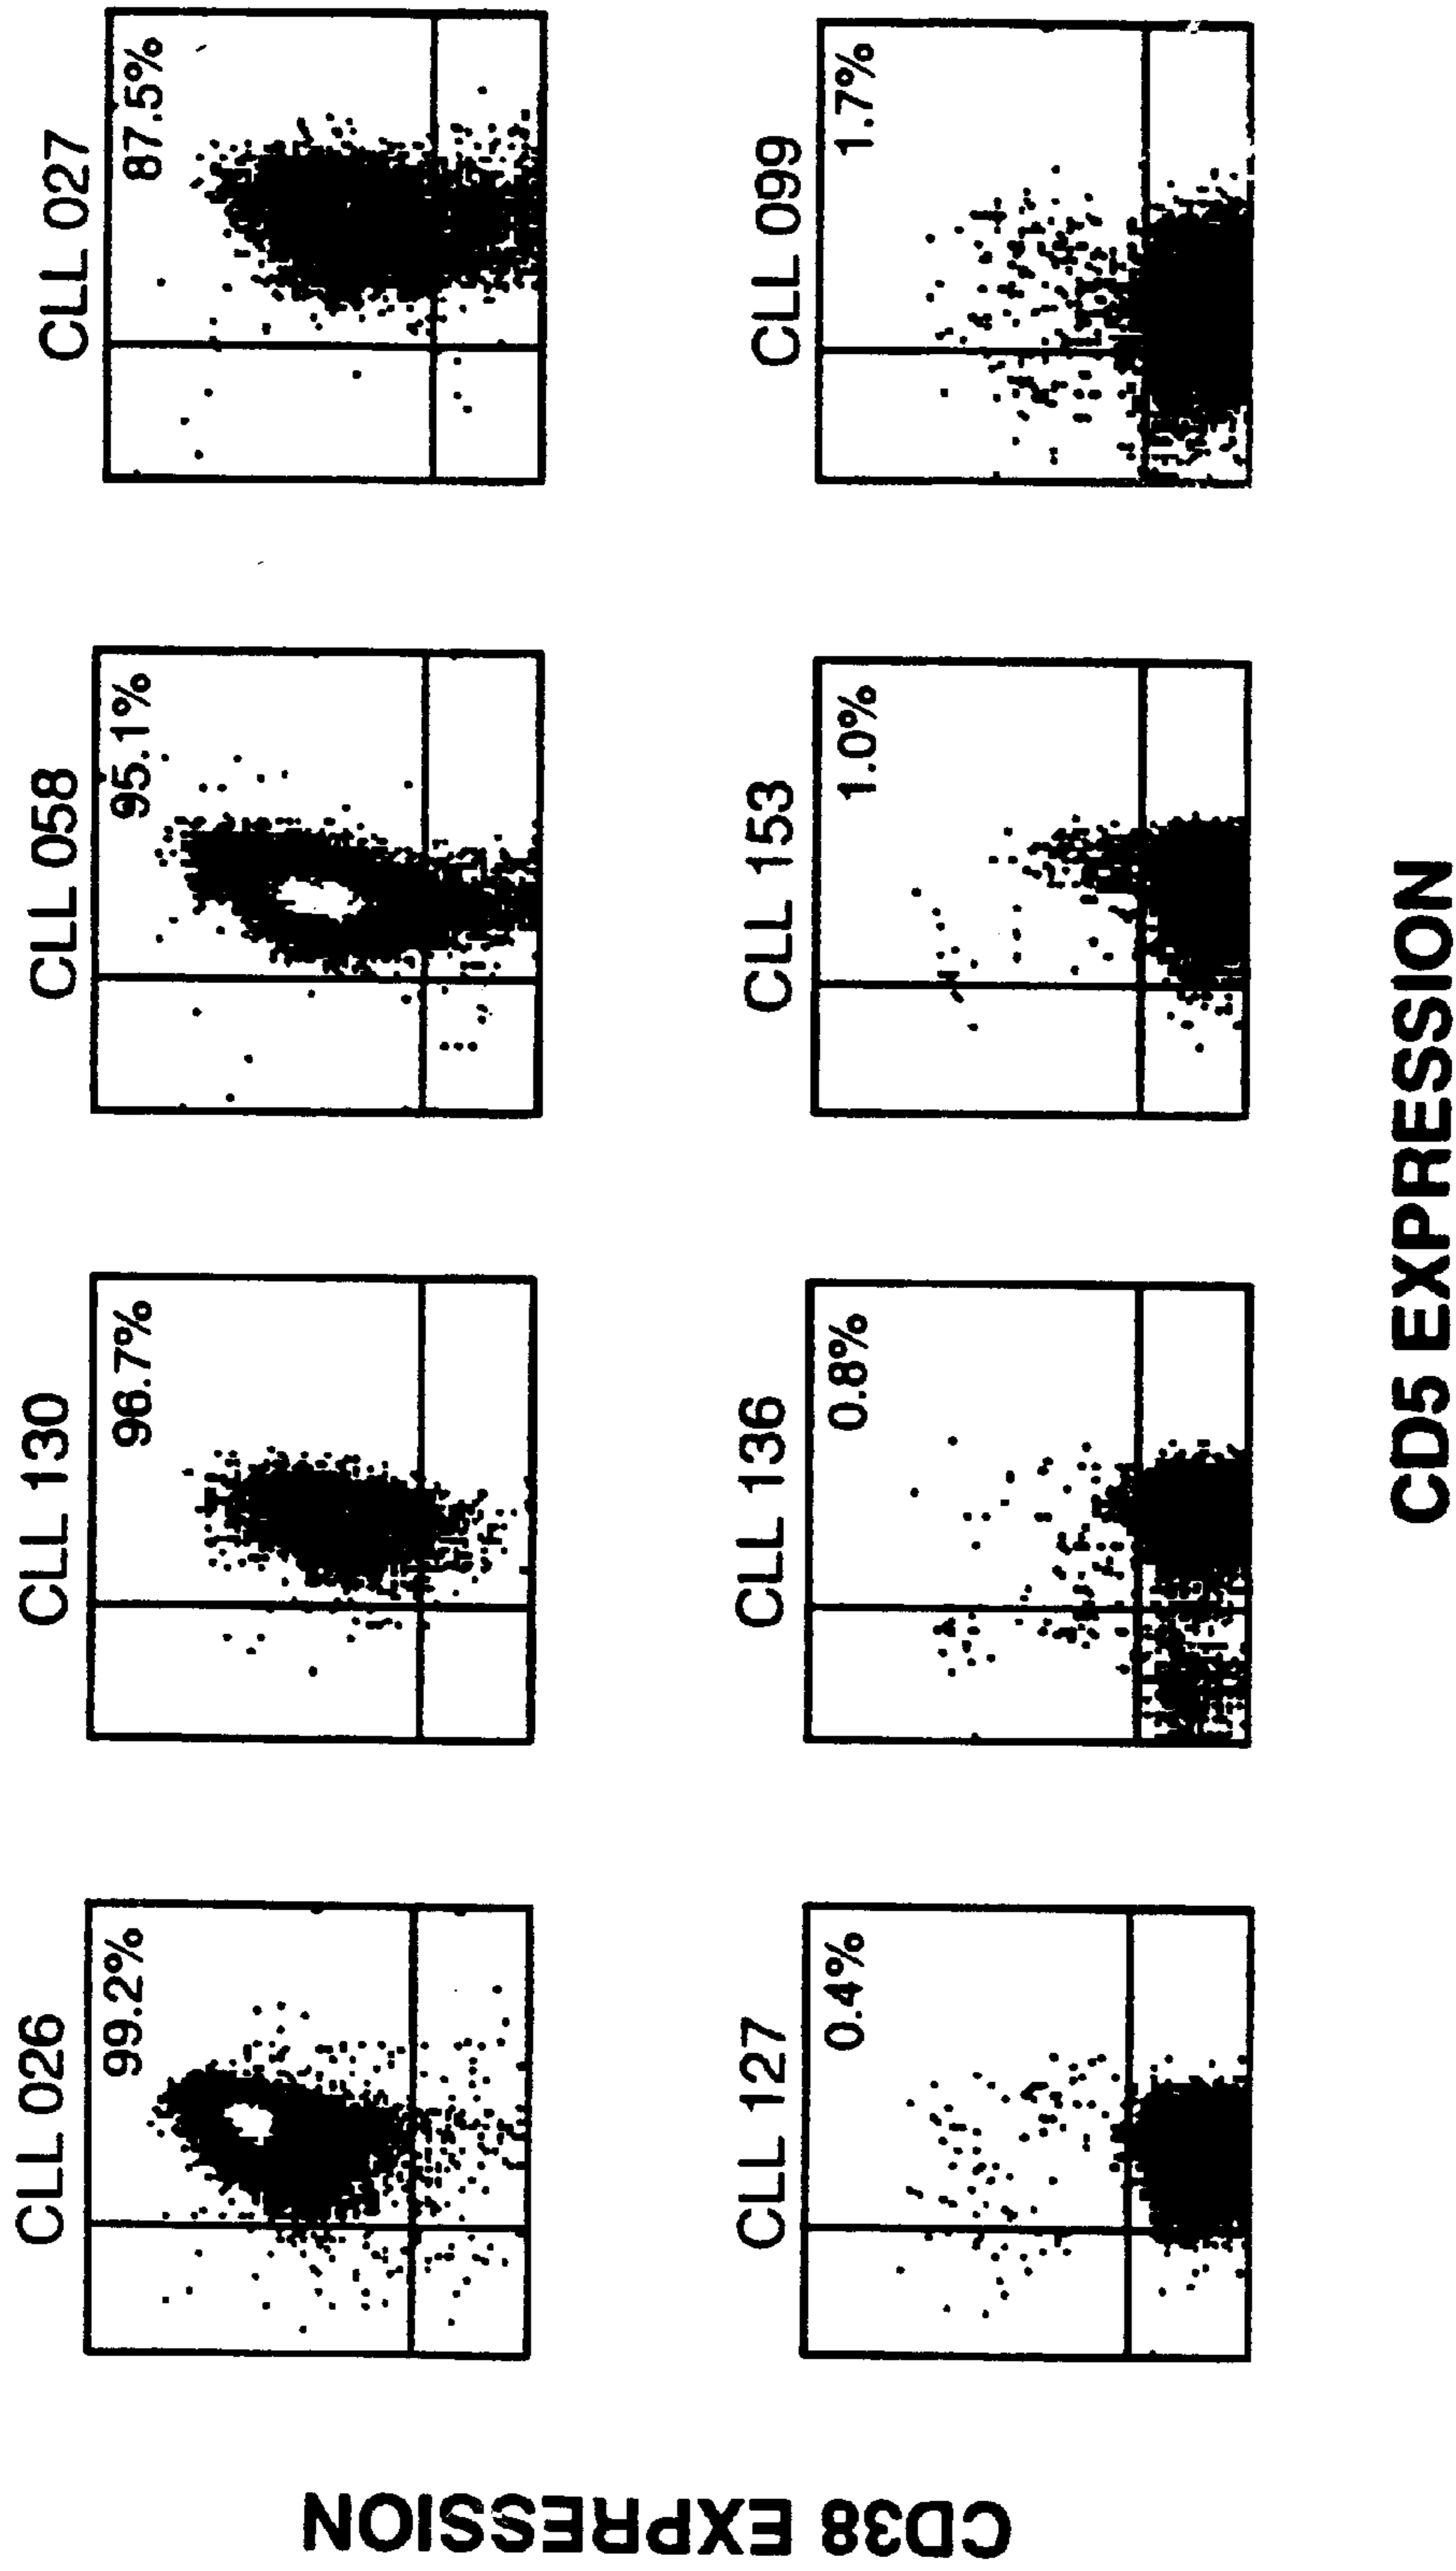 CLL 026
99.2%
CLL 130
96.7%
CLL 058
95.1%
CLL 027
87.5%
CLL 127
0.4%
CLL 136
0.8%
CLL 153
1.0%
CLL 099
1.7%
CD38 EXPRESSION
CD5 EXPRESSION